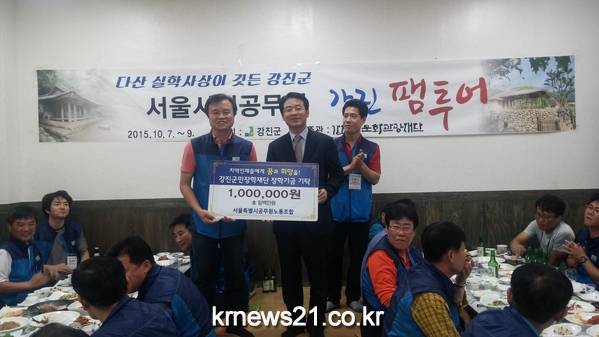 다산 실학사상이 깃든 강진군
서울시 공무 강진 팸투어
2015.10.7.~9. 강진군
지역인재들에게 꿈과 희망을!
강진군민장학재단 장학기금 기탁
1,000,000원
서울특별시공무원노동조합
krnews21.co.kr